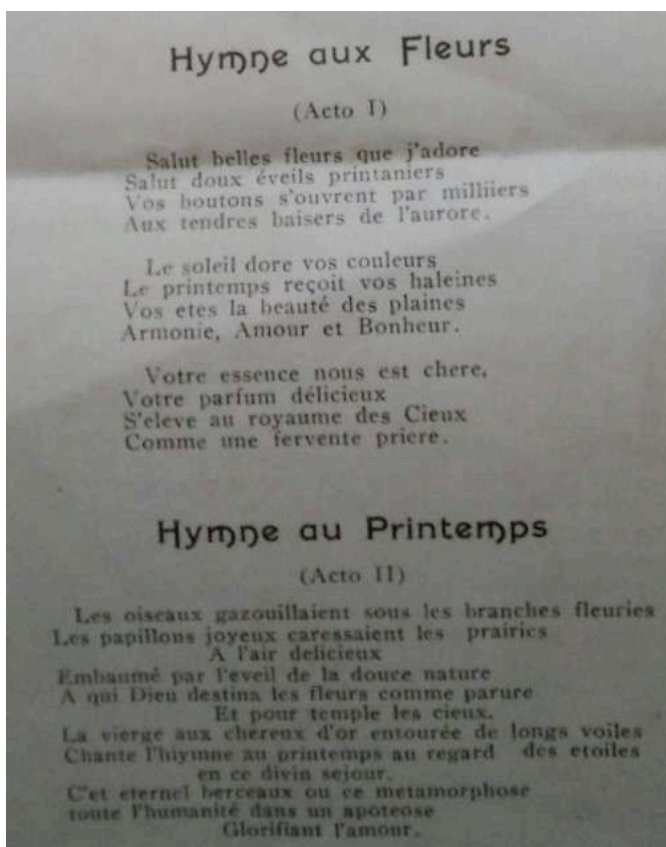 Hymne aux Fleurs
(Acto I)
Salut belles fleurs que j'adore
Salut doux éveils printaniers
Vos boutons s'ouvrent par milliiers
Aux tendres baisers de l'aurore.
Le soleil dore vos couleurs
Le printemps reçoit vos haleines
Vos etes la beauté des plaines
Armonie, Amour et Bonheur.
Votre essence nous est chere,
Votre parfum délicieux
S'eleve au royaume des Cieux
Comme une fervente priere.
Hymne au Printemps
(Acto II)
Les oiseaux gazouillaient sous les branches fleuries
Les papillons joyeux caressaient les prairies
A l'air delicieux
Embaumé par l'eveil de la douce nature
A qui Dieu destina les fleurs comme parure
Et pour temple les cieux.
La vierge aux chereux d'or entourée de longs voiles
Chante l'hiymne au printemps au regard des etoiles
en ce divin sejour.
C'et eternel berceaux ou ce metamorphose
toute l'humanité dans un apoteose
Glorifiant l'amour.